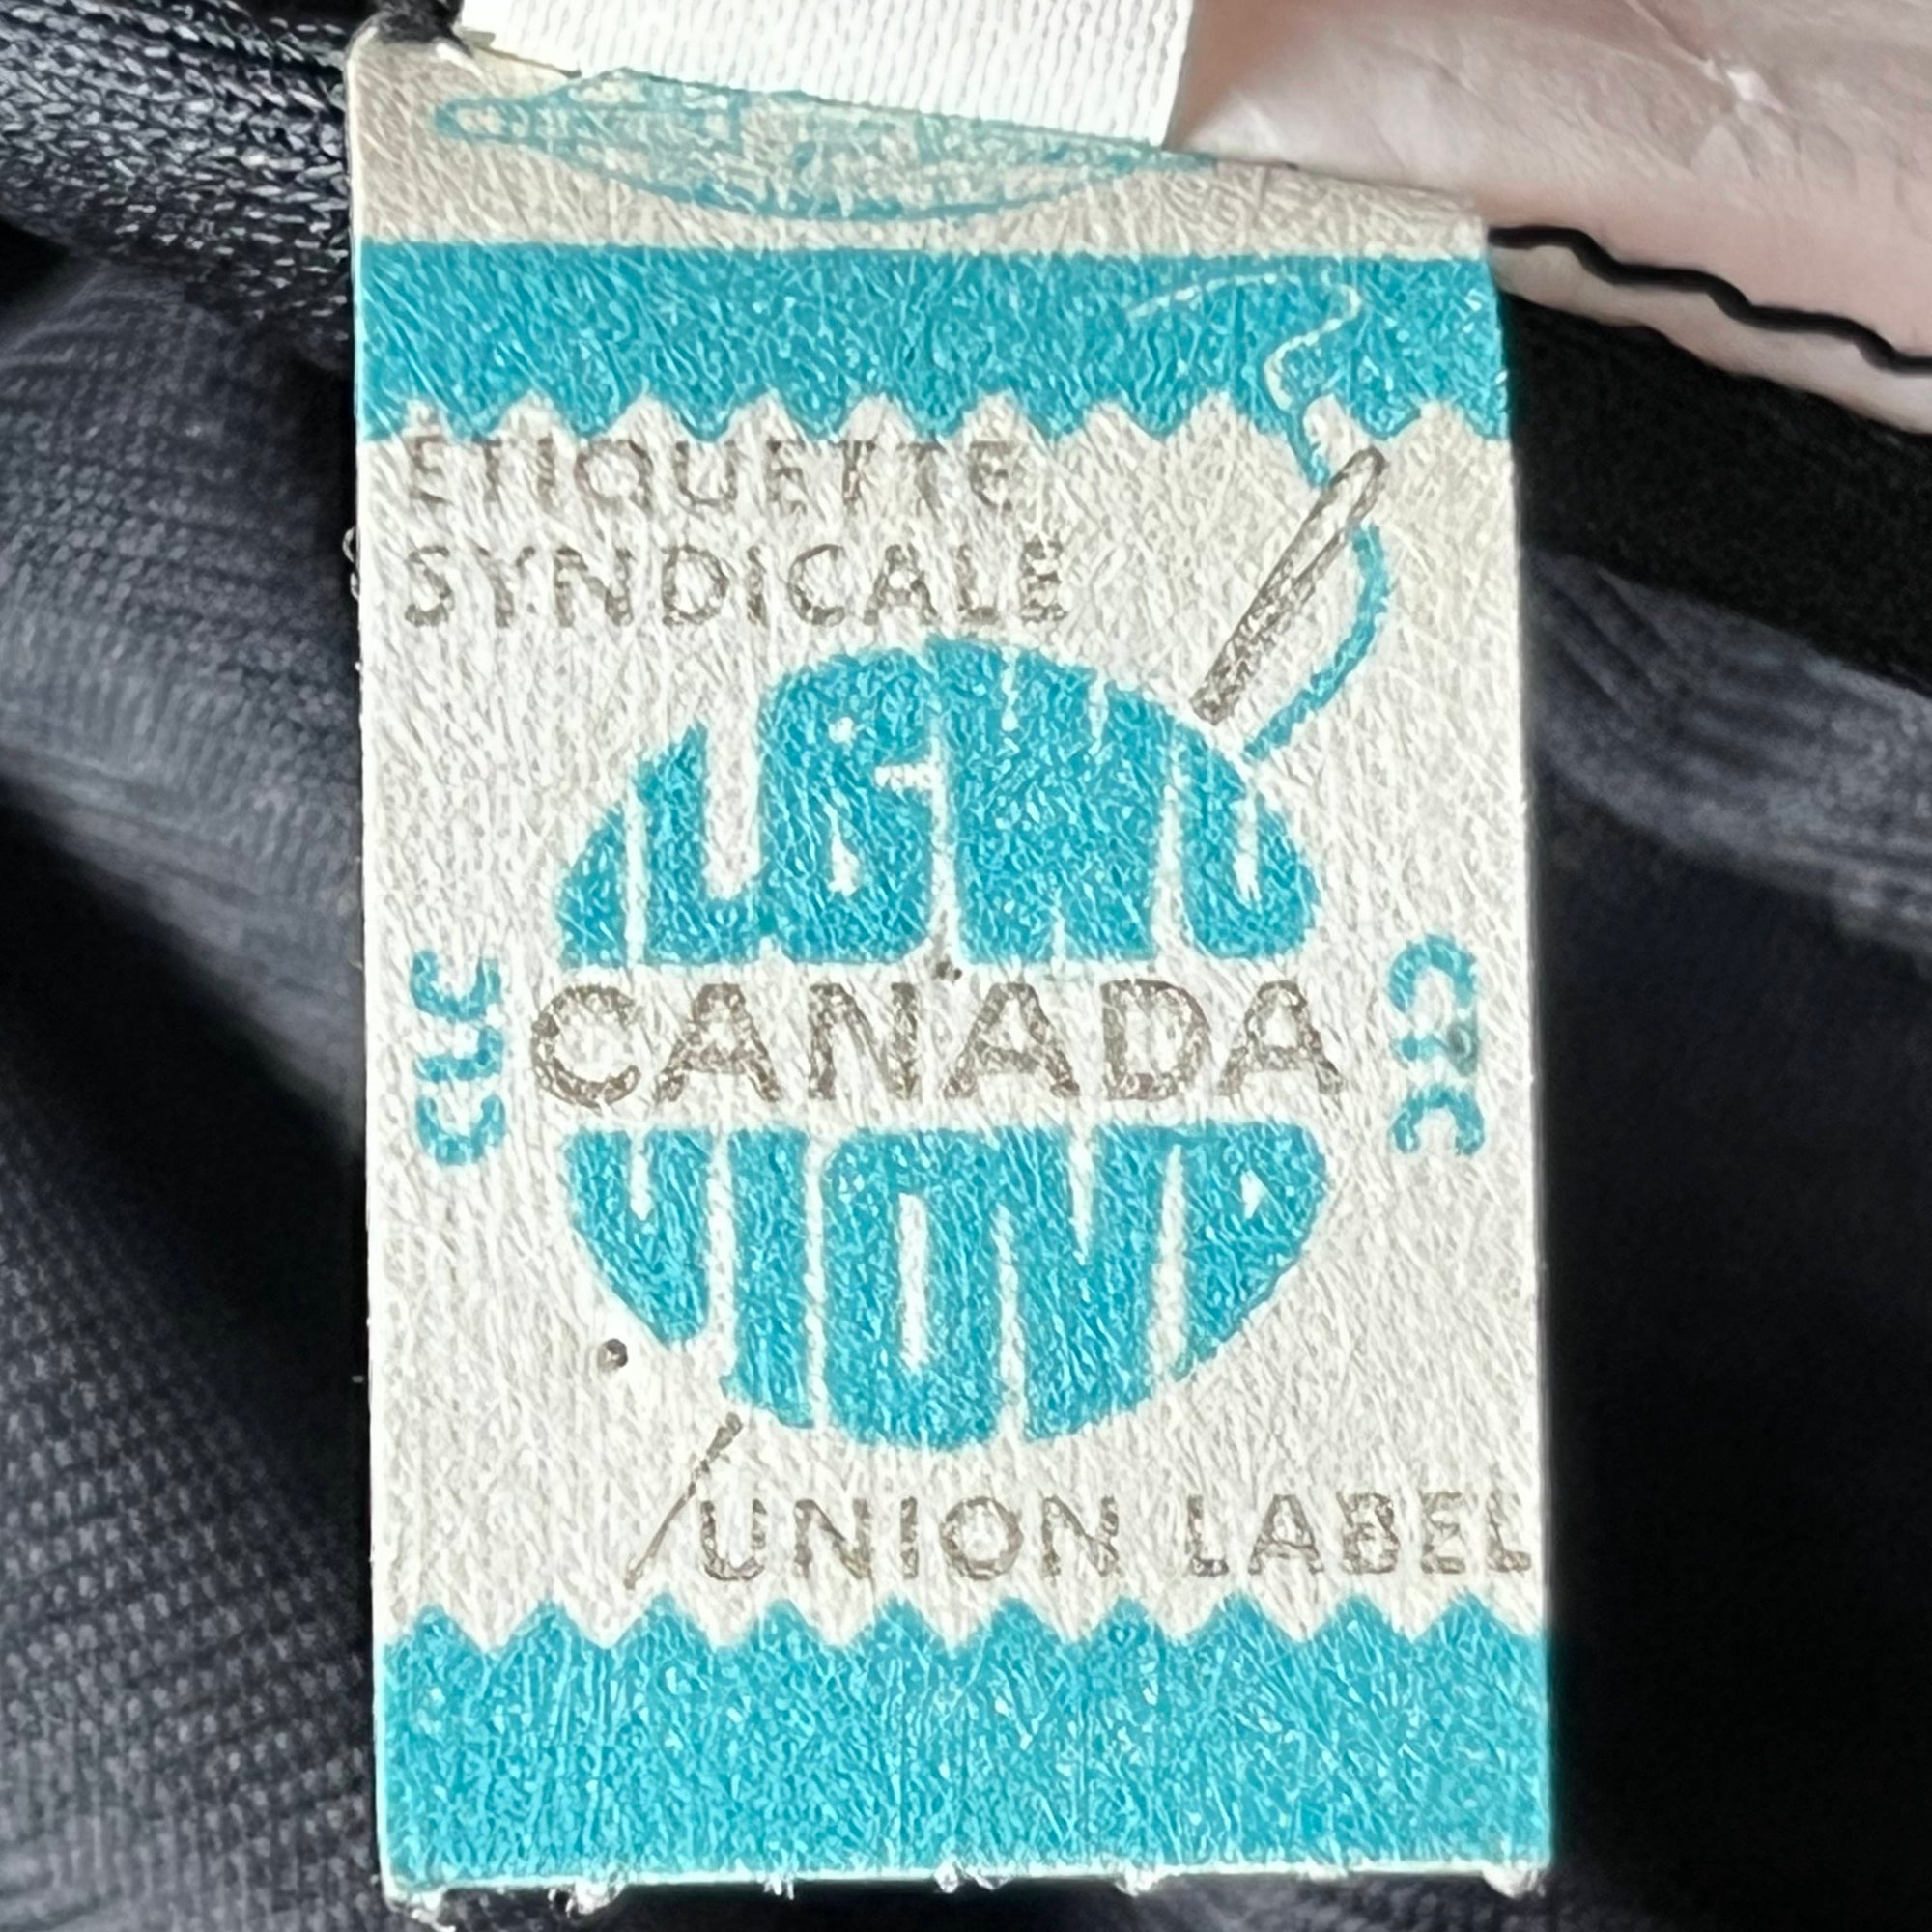 ETIQUETTE
SYNDICALE
ILGWU
CLC
CANADA
CTC
UIOVD
UNION LABEL